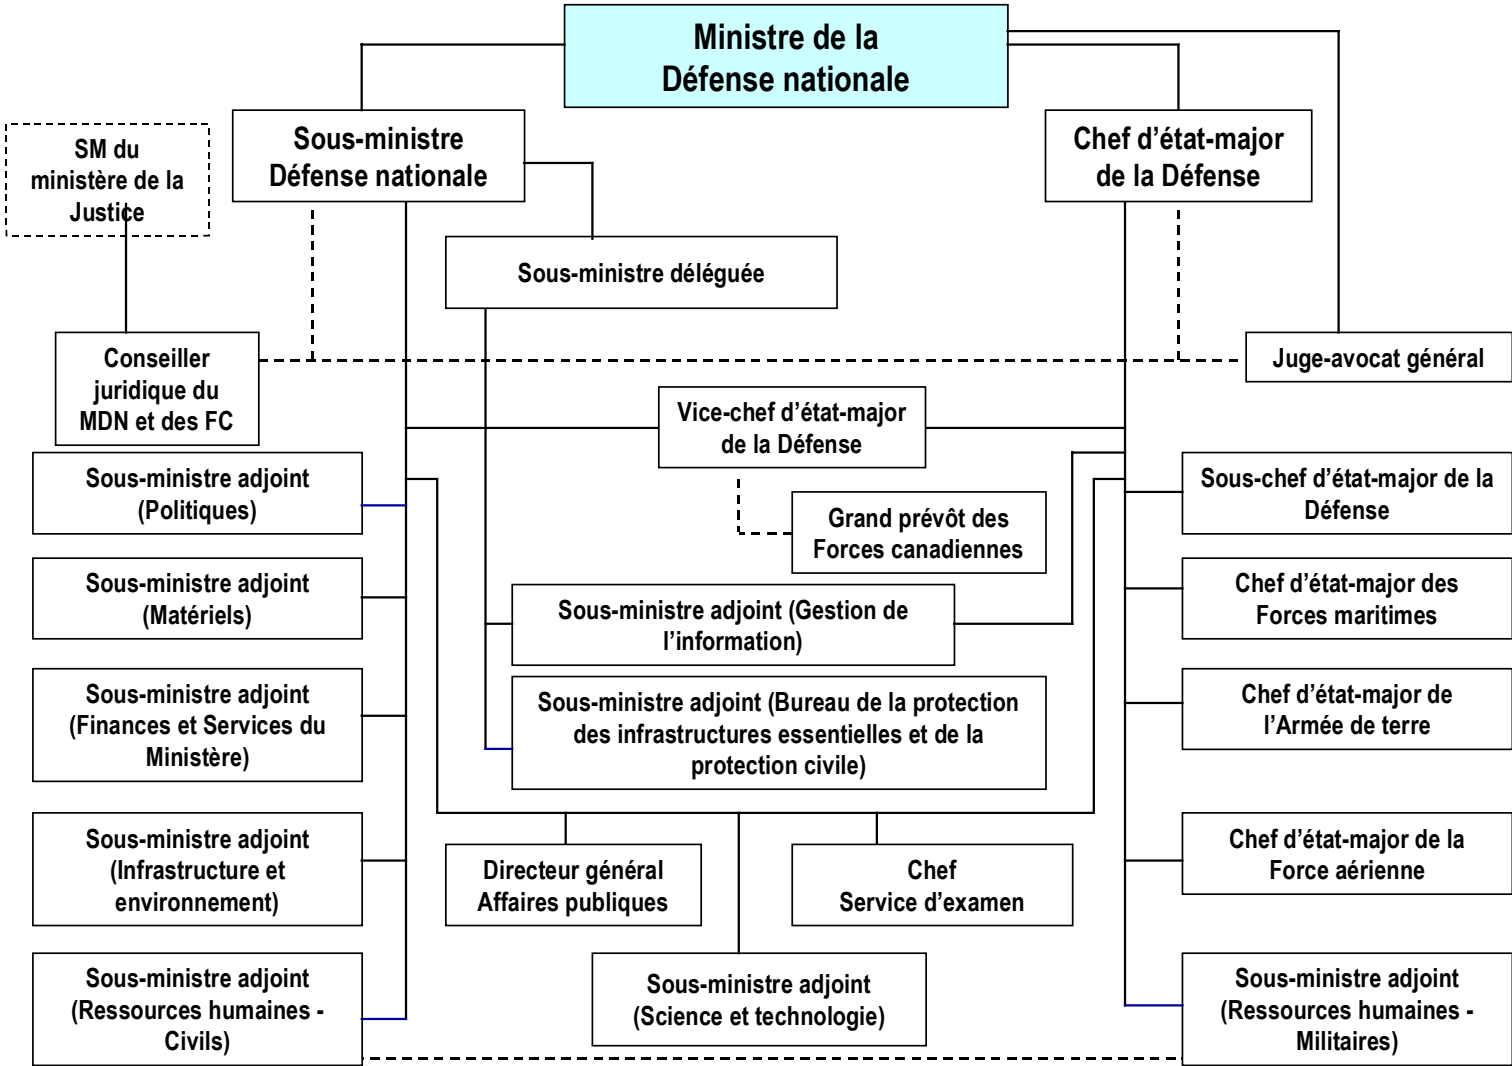 Ministre de la
Défense nationale
SM du
ministère de la
Justice
Sous-ministre
Défense nationale
Chef d'état-major
de la Défense
Sous-ministre déléguée
Conseiller
juridique du
MDN et des FC
Juge-avocat général
Vice-chef d'état-major
de la Défense
Sous-ministre adjoint
(Politiques)
Grand prévôt des
Forces canadiennes
Sous-chef d'état-major de la
Défense
Sous-ministre adjoint
(Matériels)
Sous-ministre adjoint (Gestion de
l'information)
Chef d'état-major des
Forces maritimes
Sous-ministre adjoint
(Finances et Services du
Ministère)
Sous-ministre adjoint (Bureau de la protection
des infrastructures essentielles et de la
protection civile)
Chef d'état-major de
l'Armée de terre
Sous-ministre adjoint
(Infrastructure et
environnement)
Directeur général
Affaires publiques
Chef
Service d'examen
Chef d'état-major de la
Force aérienne
Sous-ministre adjoint
(Ressources humaines -
Civils)
Sous-ministre adjoint
(Science et technologie)
Sous-ministre adjoint
(Ressources humaines -
Militaires)